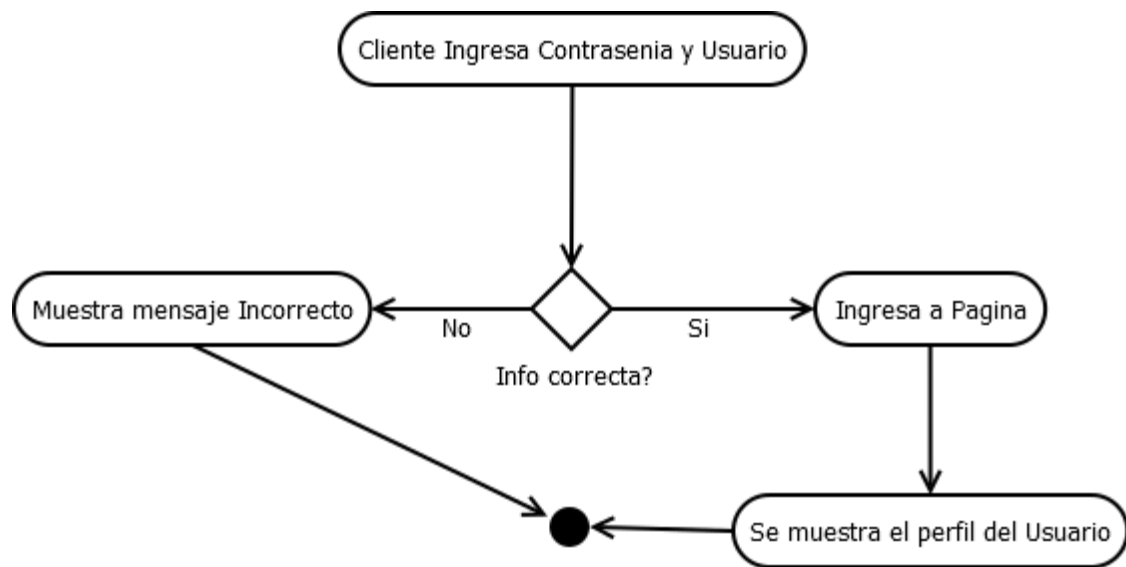 Cliente Ingresa Contrasenia y Usuario
Muestra mensaje Incorrecto
No
Si
Ingresa a Pagina
Info correcta?
Se muestra el perfil del Usuario